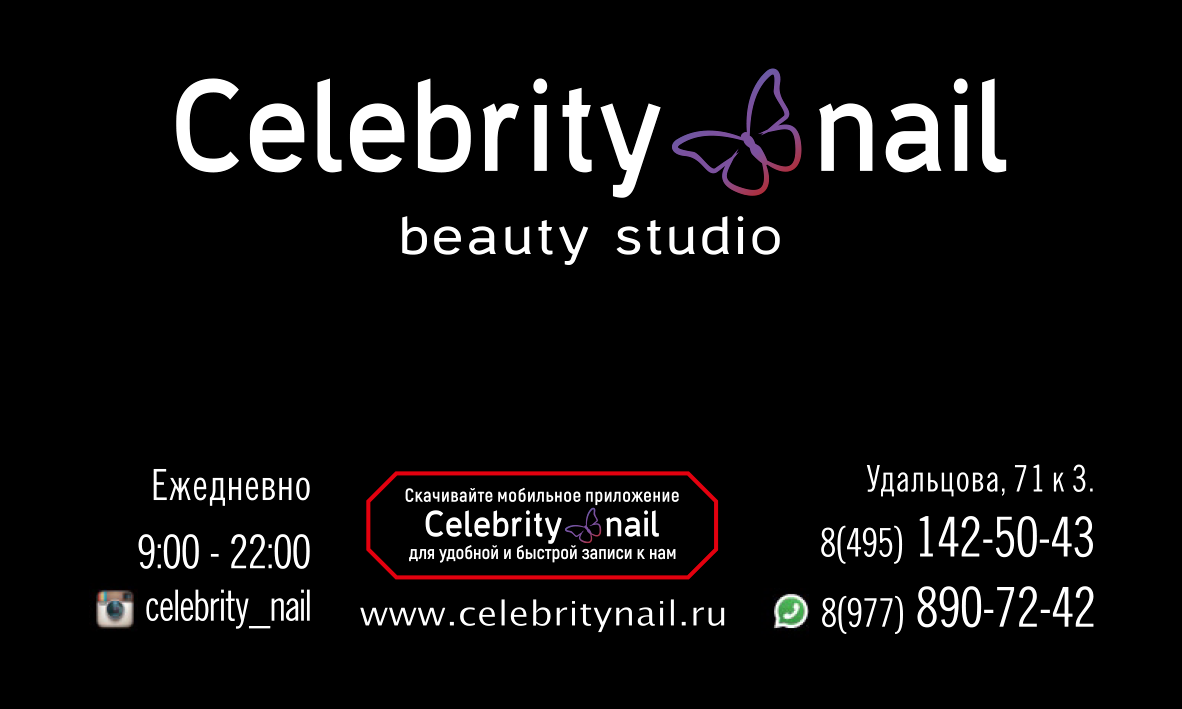 Celebrity nail
beauty studio
Ежедневно
9:00 - 22:00
celebrity_nail
Скачивайте мобильное приложение
Celebrity nail
для удобной и быстрой записи к нам
www.celebritynail.ru
Удальцова, 71 к 3.
8(495) 142-50-43
8(977) 890-72-42